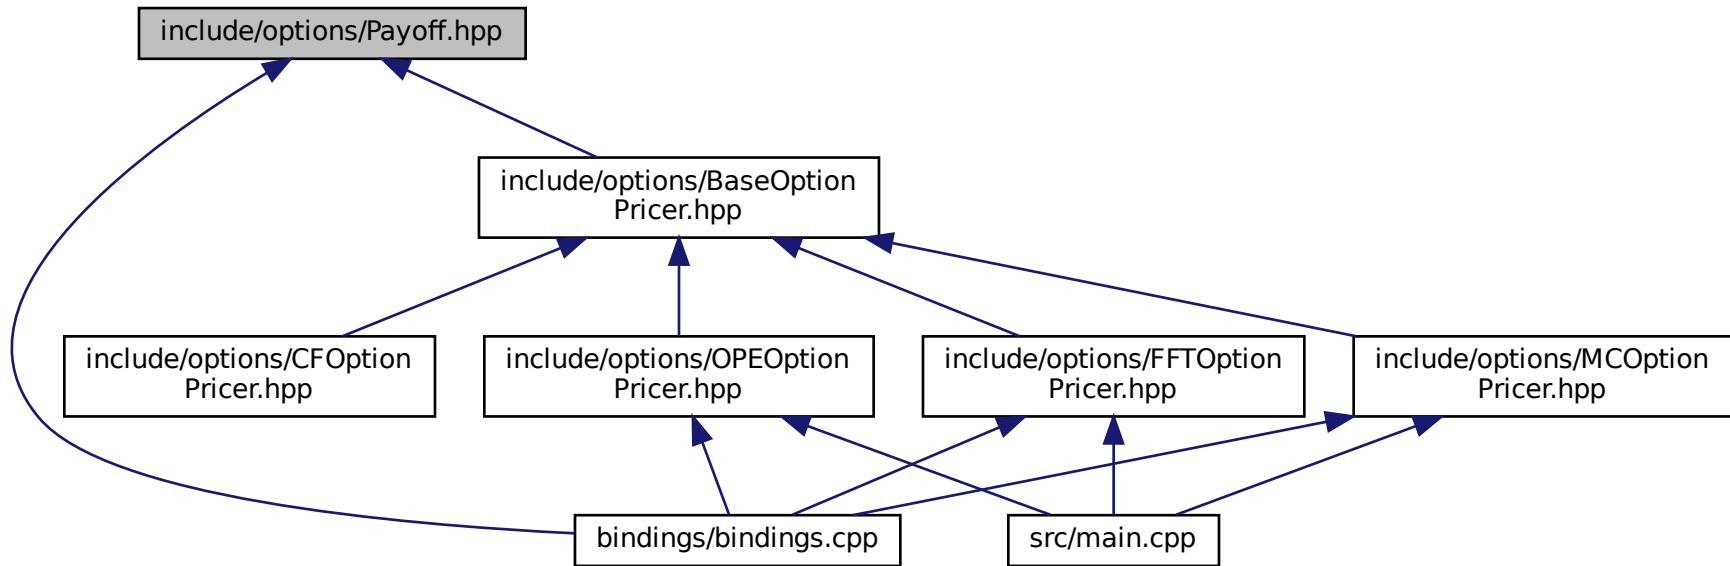 include/options/Payoff.hpp
include/options/BaseOption
Pricer.hpp
include/options/CFOption
Pricer.hpp
include/options/OPEOption
Pricer.hpp
include/options/FFTOption
Pricer.hpp
include/options/MCOption
Pricer.hpp
bindings/bindings.cpp
src/main.cpp